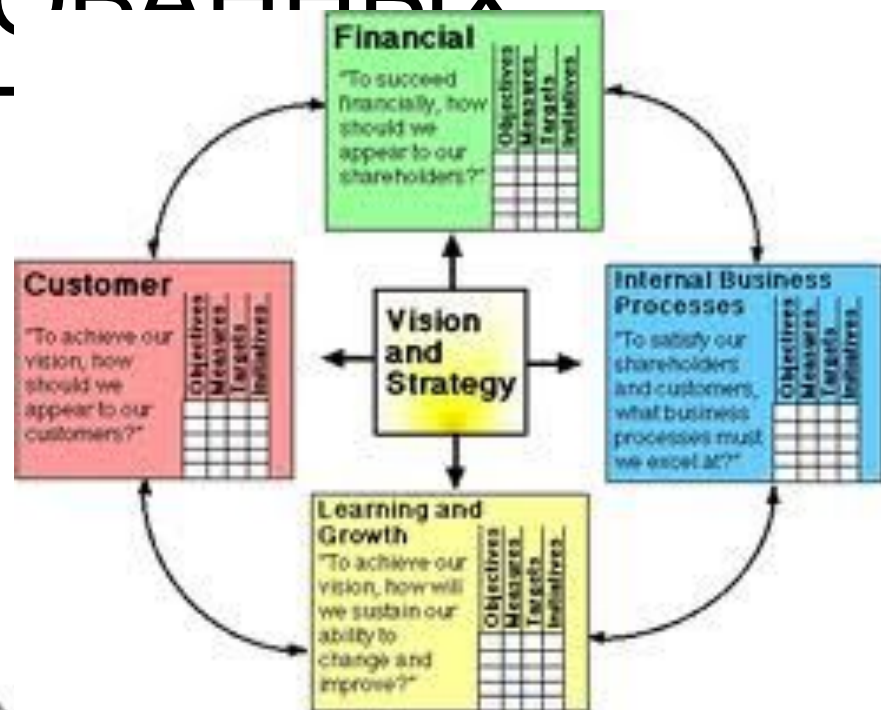 Financial
"To succeed
financially, how
should we
appear to our
shareholders?"
Objectives
Measures
Targets
Initiatives
Customer
"To achieve our
vision, how
should we
appear to our
customers?"
Objectives
Measures
Targets
Initiatives
Vision
and
Strategy
Internal Business
Processes
"To satisfy our
shareholders
and customers,
what business
processes must
we excel at?"
Objectives
Measures
Targets
Initiatives
Learning and
Growth
"To achieve our
vision, how will
we sustain our
ability to
change and
improve?"
Objectives
Measures
Targets
Initiatives